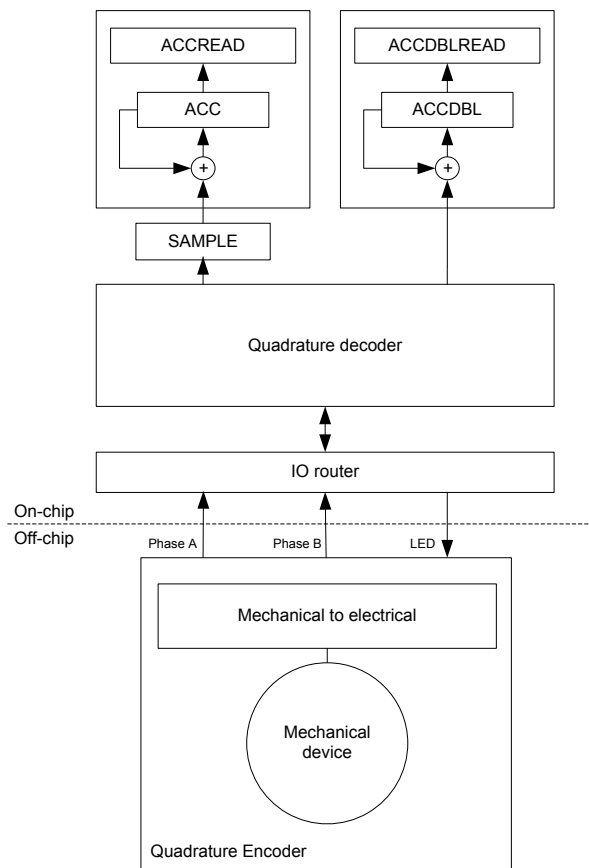 ACCREAD
ACCDBLREAD
ACC
ACCDBL
+
+
SAMPLE
Quadrature decoder
IO router
On-chip
Off-chip
Phase A
Phase B
LED
Mechanical to electrical
Mechanical
device
Quadrature Encoder